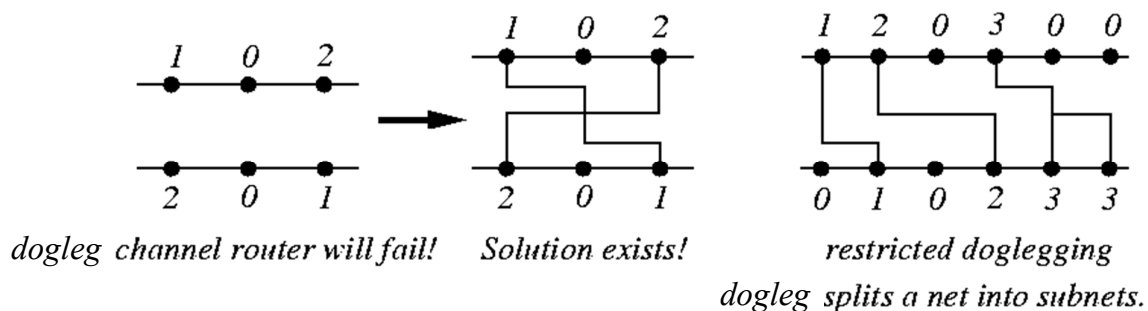 1 0 2
2 0 1
dogleg channel router will fail!
1 0 2
2 0 1
Solution exists!
1 2 0 3 0 0
0 1 0 2 3 3
restricted doglegging
dogleg splits a net into subnets.